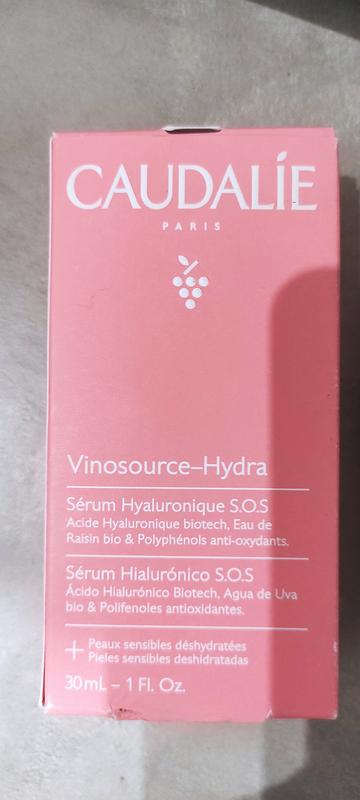 CAUDALÍE
PARIS
Vinosource–Hydra
Sérum Hyaluronique S.O.S
Acide Hyaluronique biotech, Eau de
Raisin bio & Polyphénols anti-oxydants.
Sérum Hialurónico S.O.S
Ácido Hialurónico Biotech, Agua de Uva
bio & Polifenoles antioxidantes.
+ Peaux sensibles déshydratées
Pieles sensibles deshidratadas
30mL – 1 Fl. Oz.